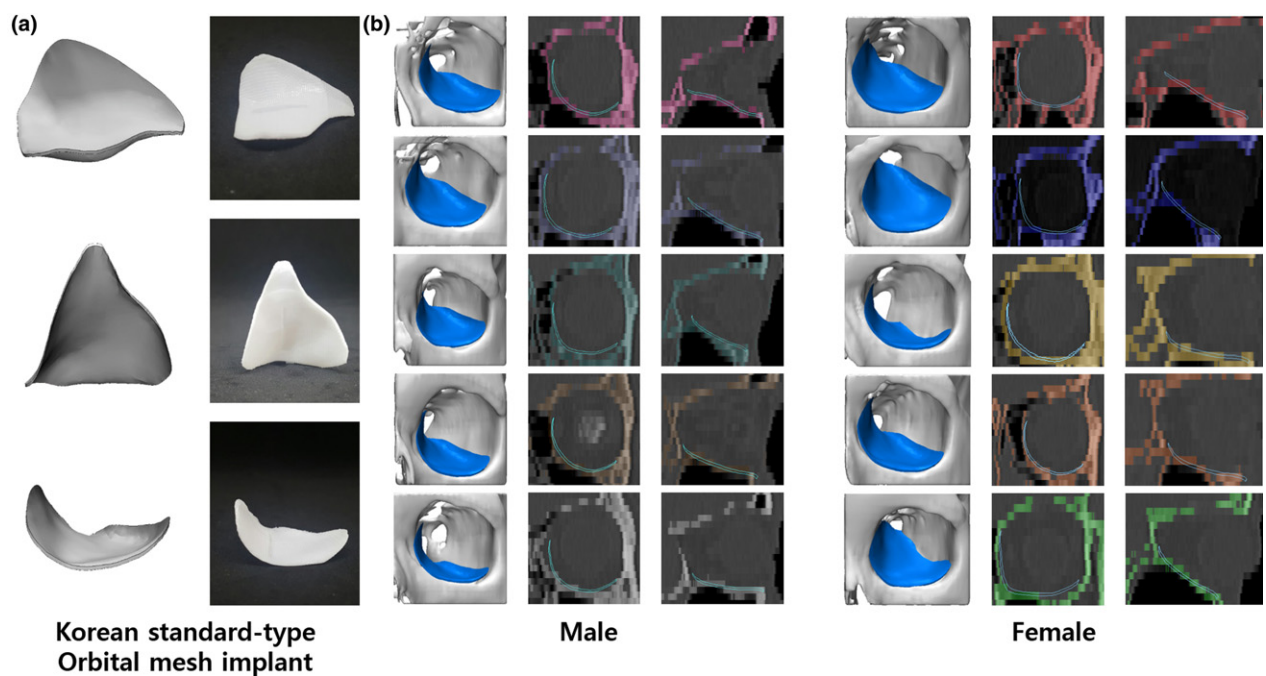 (a)
(b)
Korean standard-type
Orbital mesh implant
Male
Female